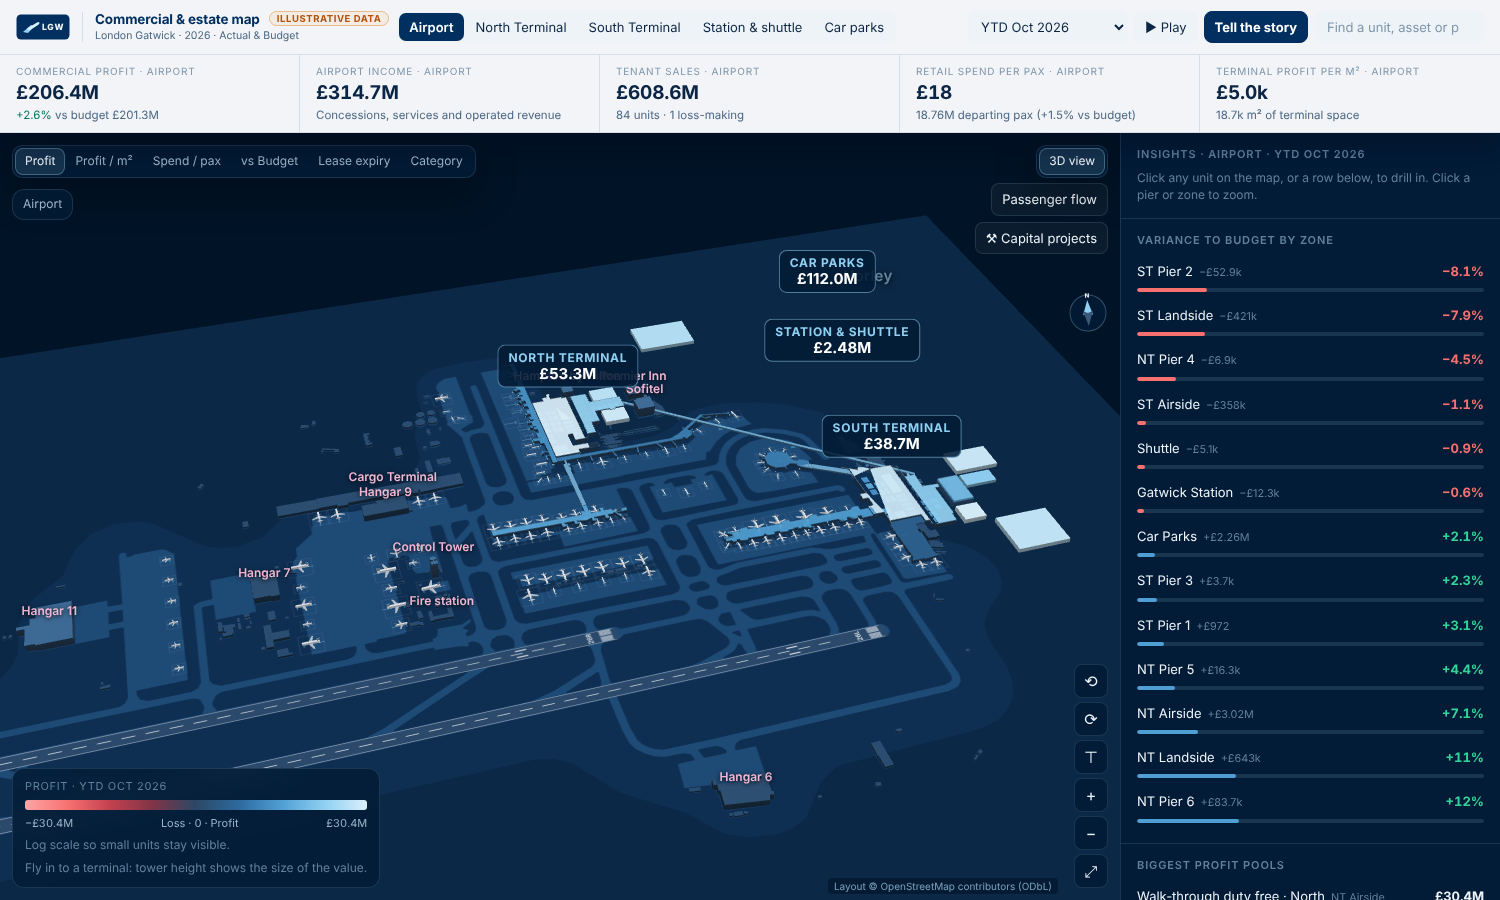 LGW
Commercial & estate map ILLUSTRATIVE DATA
London Gatwick · 2026 · Actual & Budget
Airport North Terminal South Terminal Station & shuttle Car parks
YTD Oct 2026 ▶ Play Tell the story Find a unit, asset or p
COMMERCIAL PROFIT · AIRPORT
£206.4M
+2.6% vs budget £201.3M
AIRPORT INCOME · AIRPORT
£314.7M
Concessions, services and operated revenue
TENANT SALES · AIRPORT
£608.6M
84 units · 1 loss-making
RETAIL SPEND PER PAX · AIRPORT
£18
18.76M departing pax (+1.5% vs budget)
TERMINAL PROFIT PER M² · AIRPORT
£5.0k
18.7k m² of terminal space
Profit Profit / m² Spend / pax vs Budget Lease expiry Category
Airport
3D view
Passenger flow
⚒ Capital projects
N
CAR PARKS
£112.0M
STATION & SHUTTLE
£2.48M
NORTH TERMINAL
£53.3M
Sofitel
SOUTH TERMINAL
£38.7M
Cargo Terminal
Hangar 9
Control Tower
Hangar 7
Fire station
Hangar 11
Hangar 6
PROFIT · YTD OCT 2026
−£30.4M Loss · 0 · Profit £30.4M
Log scale so small units stay visible.
Fly in to a terminal: tower height shows the size of the value.
Layout © OpenStreetMap contributors (ODbL)
INSIGHTS · AIRPORT · YTD OCT 2026
Click any unit on the map, or a row below, to drill in. Click a
pier or zone to zoom.
VARIANCE TO BUDGET BY ZONE
ST Pier 2 −£52.9k −8.1%
ST Landside −£421k −7.9%
NT Pier 4 −£6.9k −4.5%
ST Airside −£358k −1.1%
Shuttle −£5.1k −0.9%
Gatwick Station −£12.3k −0.6%
Car Parks +£2.26M +2.1%
ST Pier 3 +£3.7k +2.3%
ST Pier 1 +£972 +3.1%
NT Pier 5 +£16.3k +4.4%
NT Airside +£3.02M +7.1%
NT Landside +£643k +11%
NT Pier 6 +£83.7k +12%
BIGGEST PROFIT POOLS
Walk-through duty free · North NT Airside £30.4M